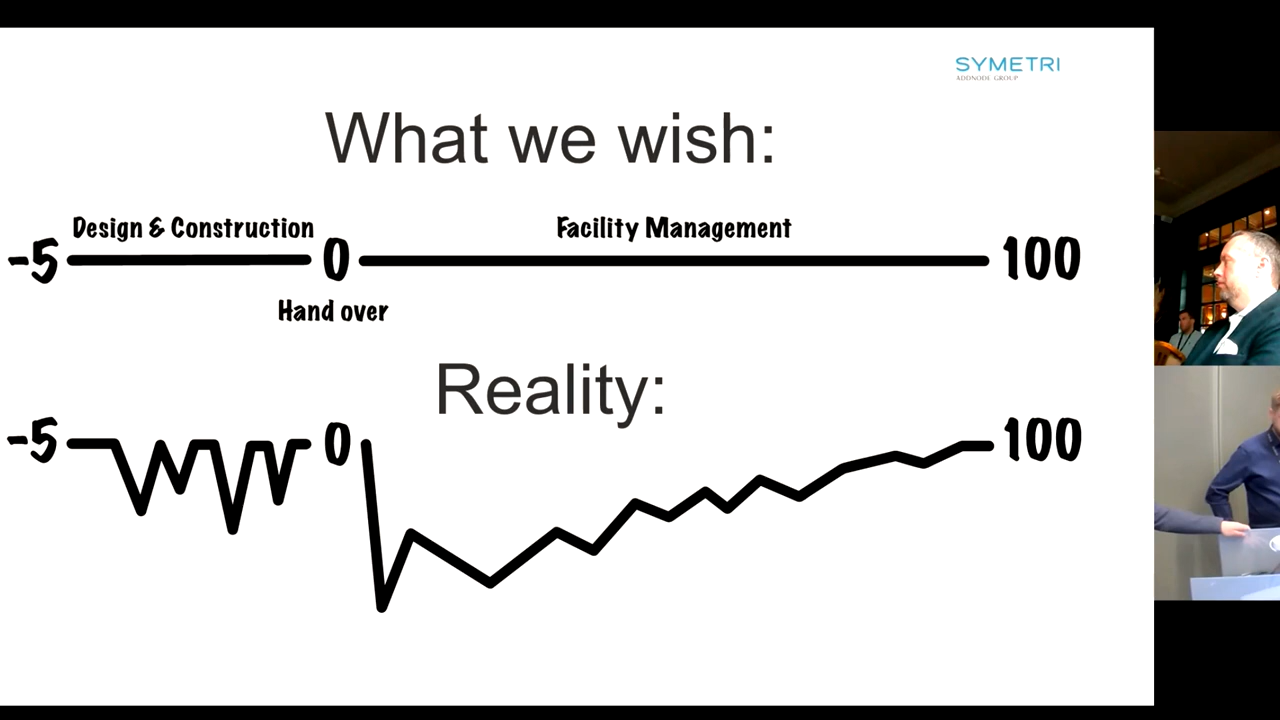 SYMETRI
ADDNODE GROUP
What we wish:
Design & Construction
Facility Management
-5
0
100
Hand over
Reality:
-5
0
100